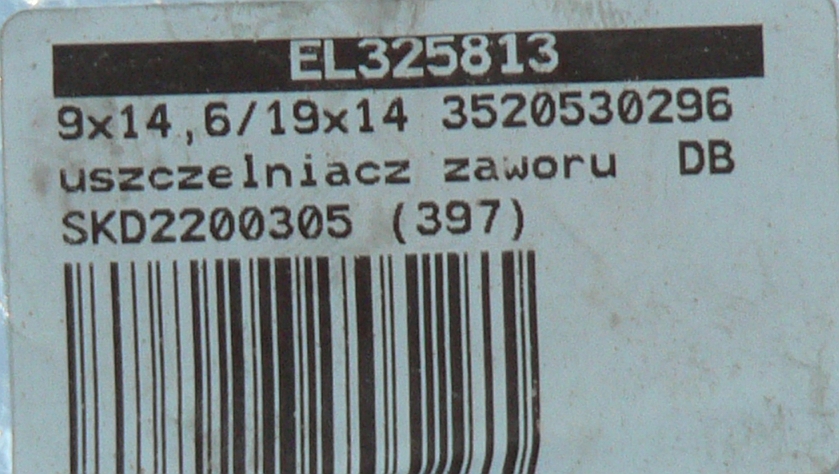 EL325813
9x14,6/19x14 3520530296
uszczelniacz zaworu DB
SKD2200305 (397)